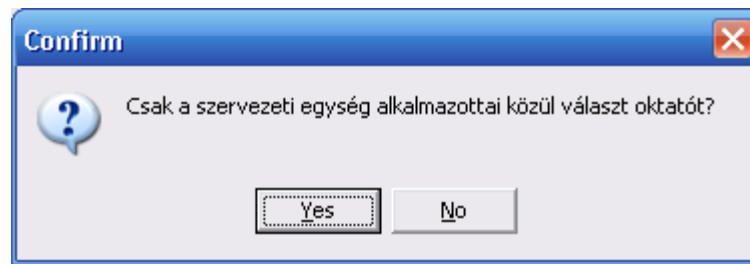 Confirm
Csak a szervezeti egység alkalmazottai közül választ oktatót?
Yes
No